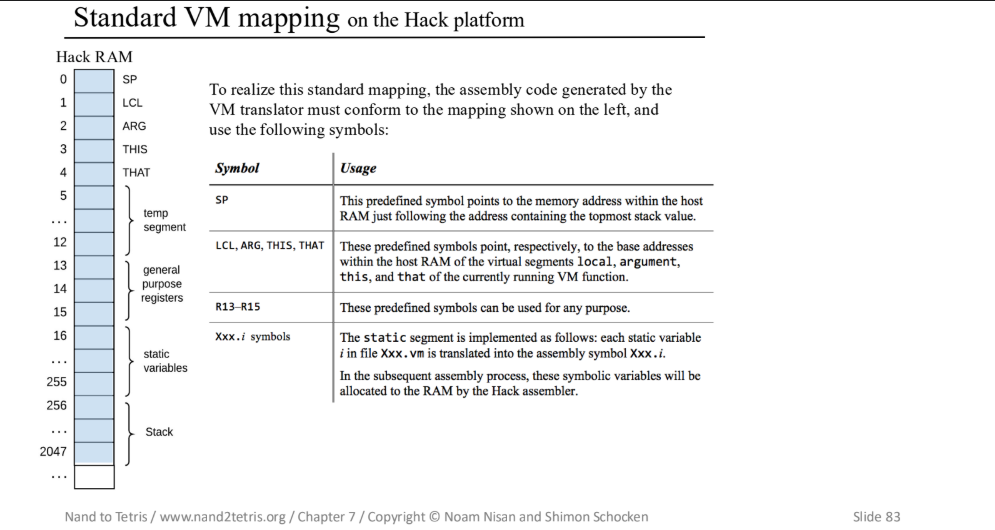 Standard VM mapping on the Hack platform
Hack RAM
0 SP
1 LCL
2 ARG
3 THIS
4 THAT
5
...
12
temp
segment
13
14
15
general
purpose
registers
16
...
255
static
variables
256
...
2047
Stack
...
To realize this standard mapping, the assembly code generated by the
VM translator must conform to the mapping shown on the left, and
use the following symbols:
Symbol Usage
SP This predefined symbol points to the memory address within the host
RAM just following the address containing the topmost stack value.
LCL, ARG, THIS, THAT These predefined symbols point, respectively, to the base addresses
within the host RAM of the virtual segments local, argument,
this, and that of the currently running VM function.
R13–R15 These predefined symbols can be used for any purpose.
Xxx.i symbols The static segment is implemented as follows: each static variable
i in file Xxx.vm is translated into the assembly symbol Xxx.i.
In the subsequent assembly process, these symbolic variables will be
allocated to the RAM by the Hack assembler.
Nand to Tetris / www.nand2tetris.org / Chapter 7 / Copyright © Noam Nisan and Shimon Schocken
Slide 83